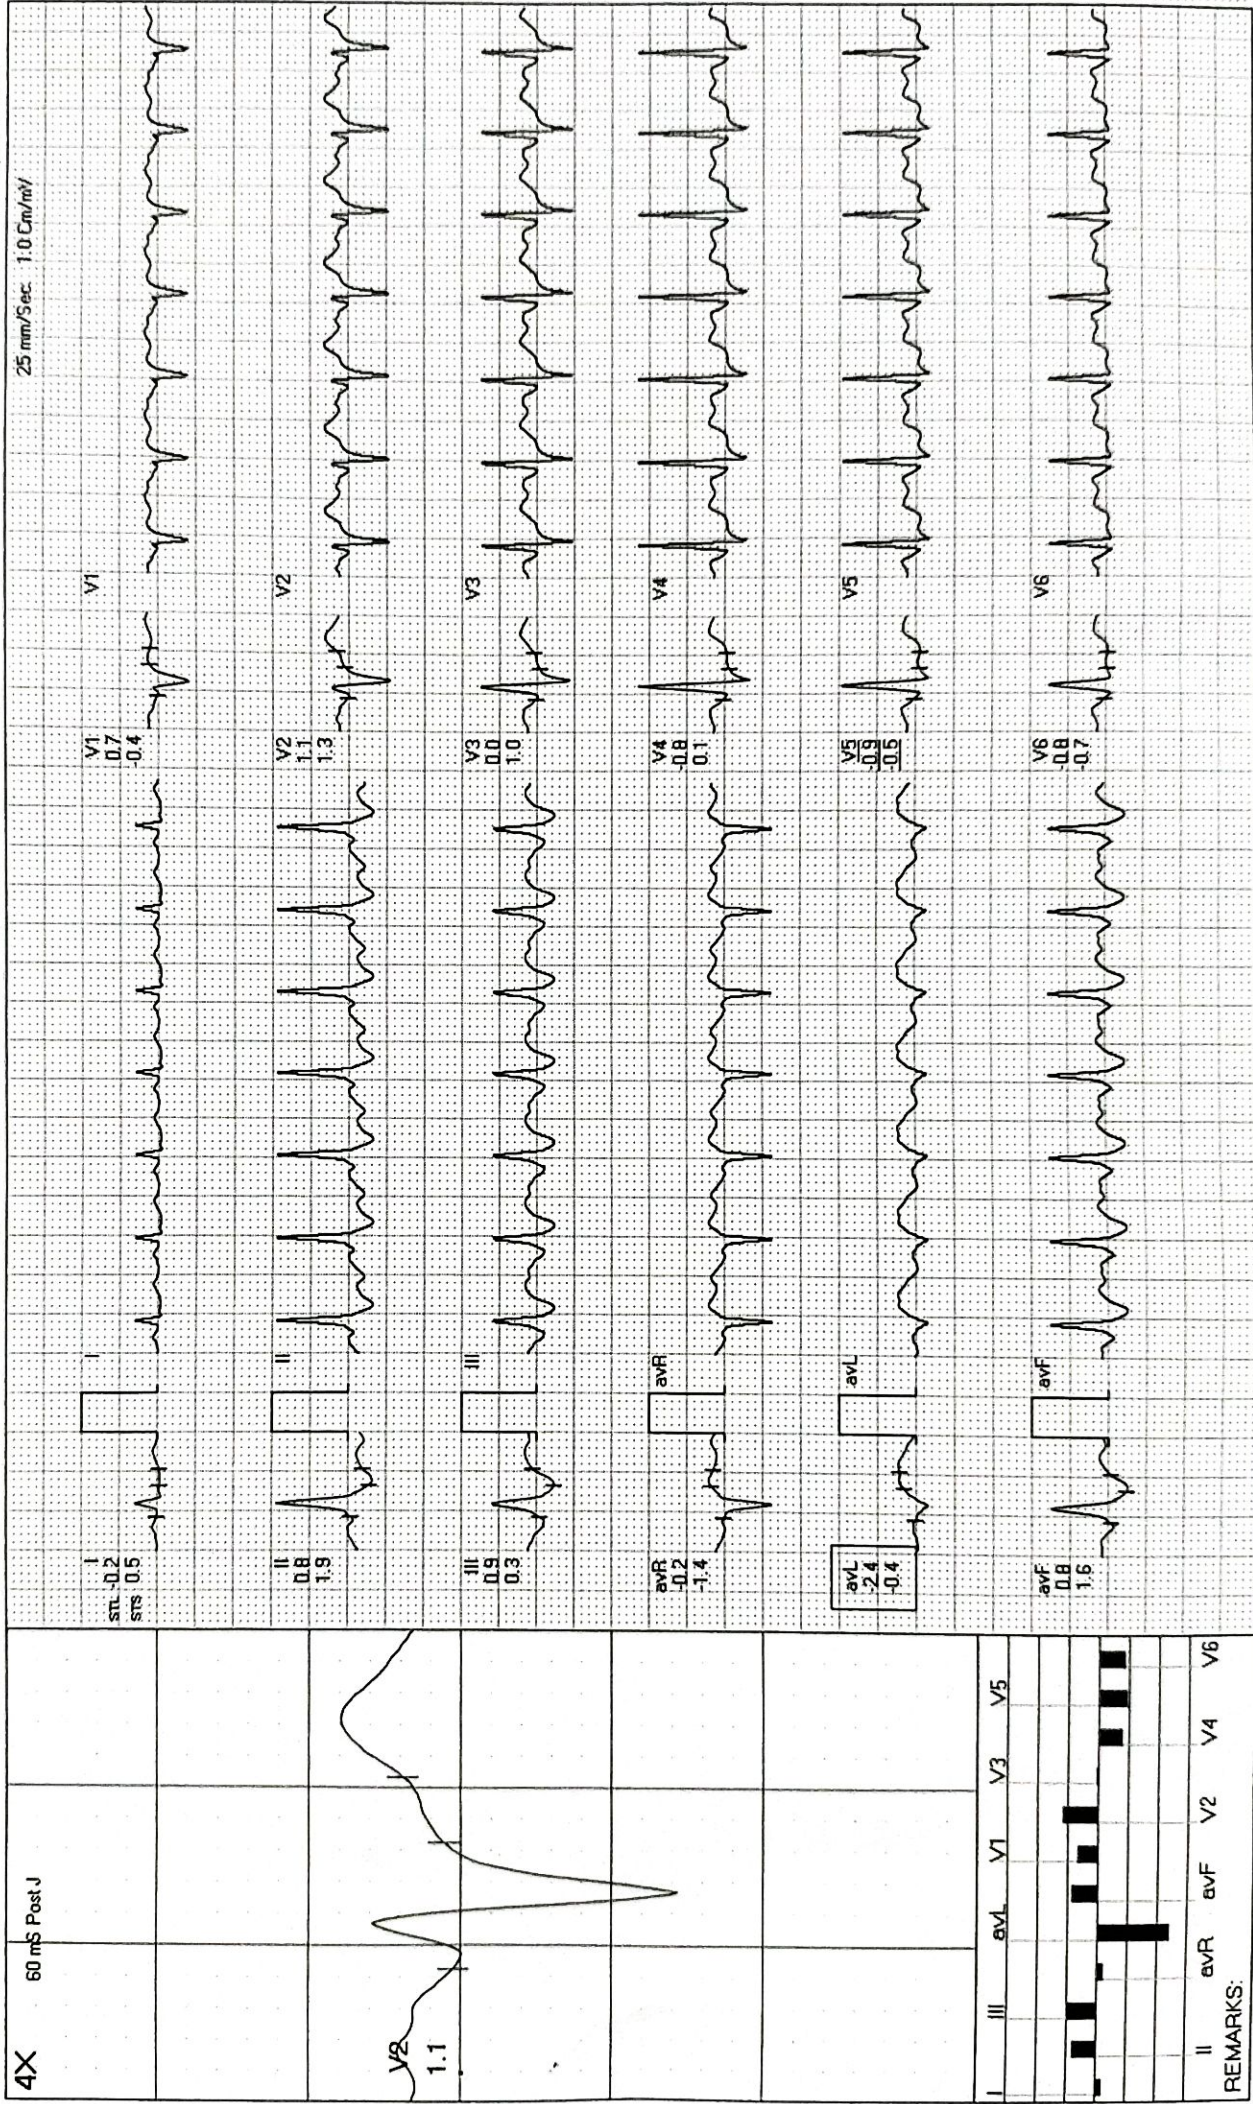 4X
60 mS Post J
25 mm/Sec. 1.0 Cm/mV
V2
1.1
I
STL -0.2
STS 0.5
I
V1
0.7
-0.4
V1
II
0.8
1.9
II
V2
1.1
1.3
V2
III
0.9
0.3
III
V3
0.0
1.0
V3
avR
-0.2
-1.4
avR
V4
-0.8
0.1
V4
avL
-2.4
-0.4
avL
V5
-0.9
-0.5
V5
avF
0.8
1.6
avF
V6
-0.8
-0.7
V6
I III avL V1 V3 V5
II avR avF V2 V4 V6
REMARKS: